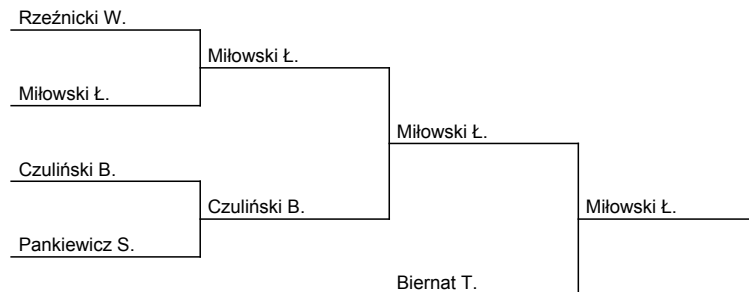 Rzeźnicki W.
Miłowski Ł.
Miłowski Ł.
Miłowski Ł.
Czuliński B.
Czuliński B.
Miłowski Ł.
Pankiewicz S.
Biernat T.